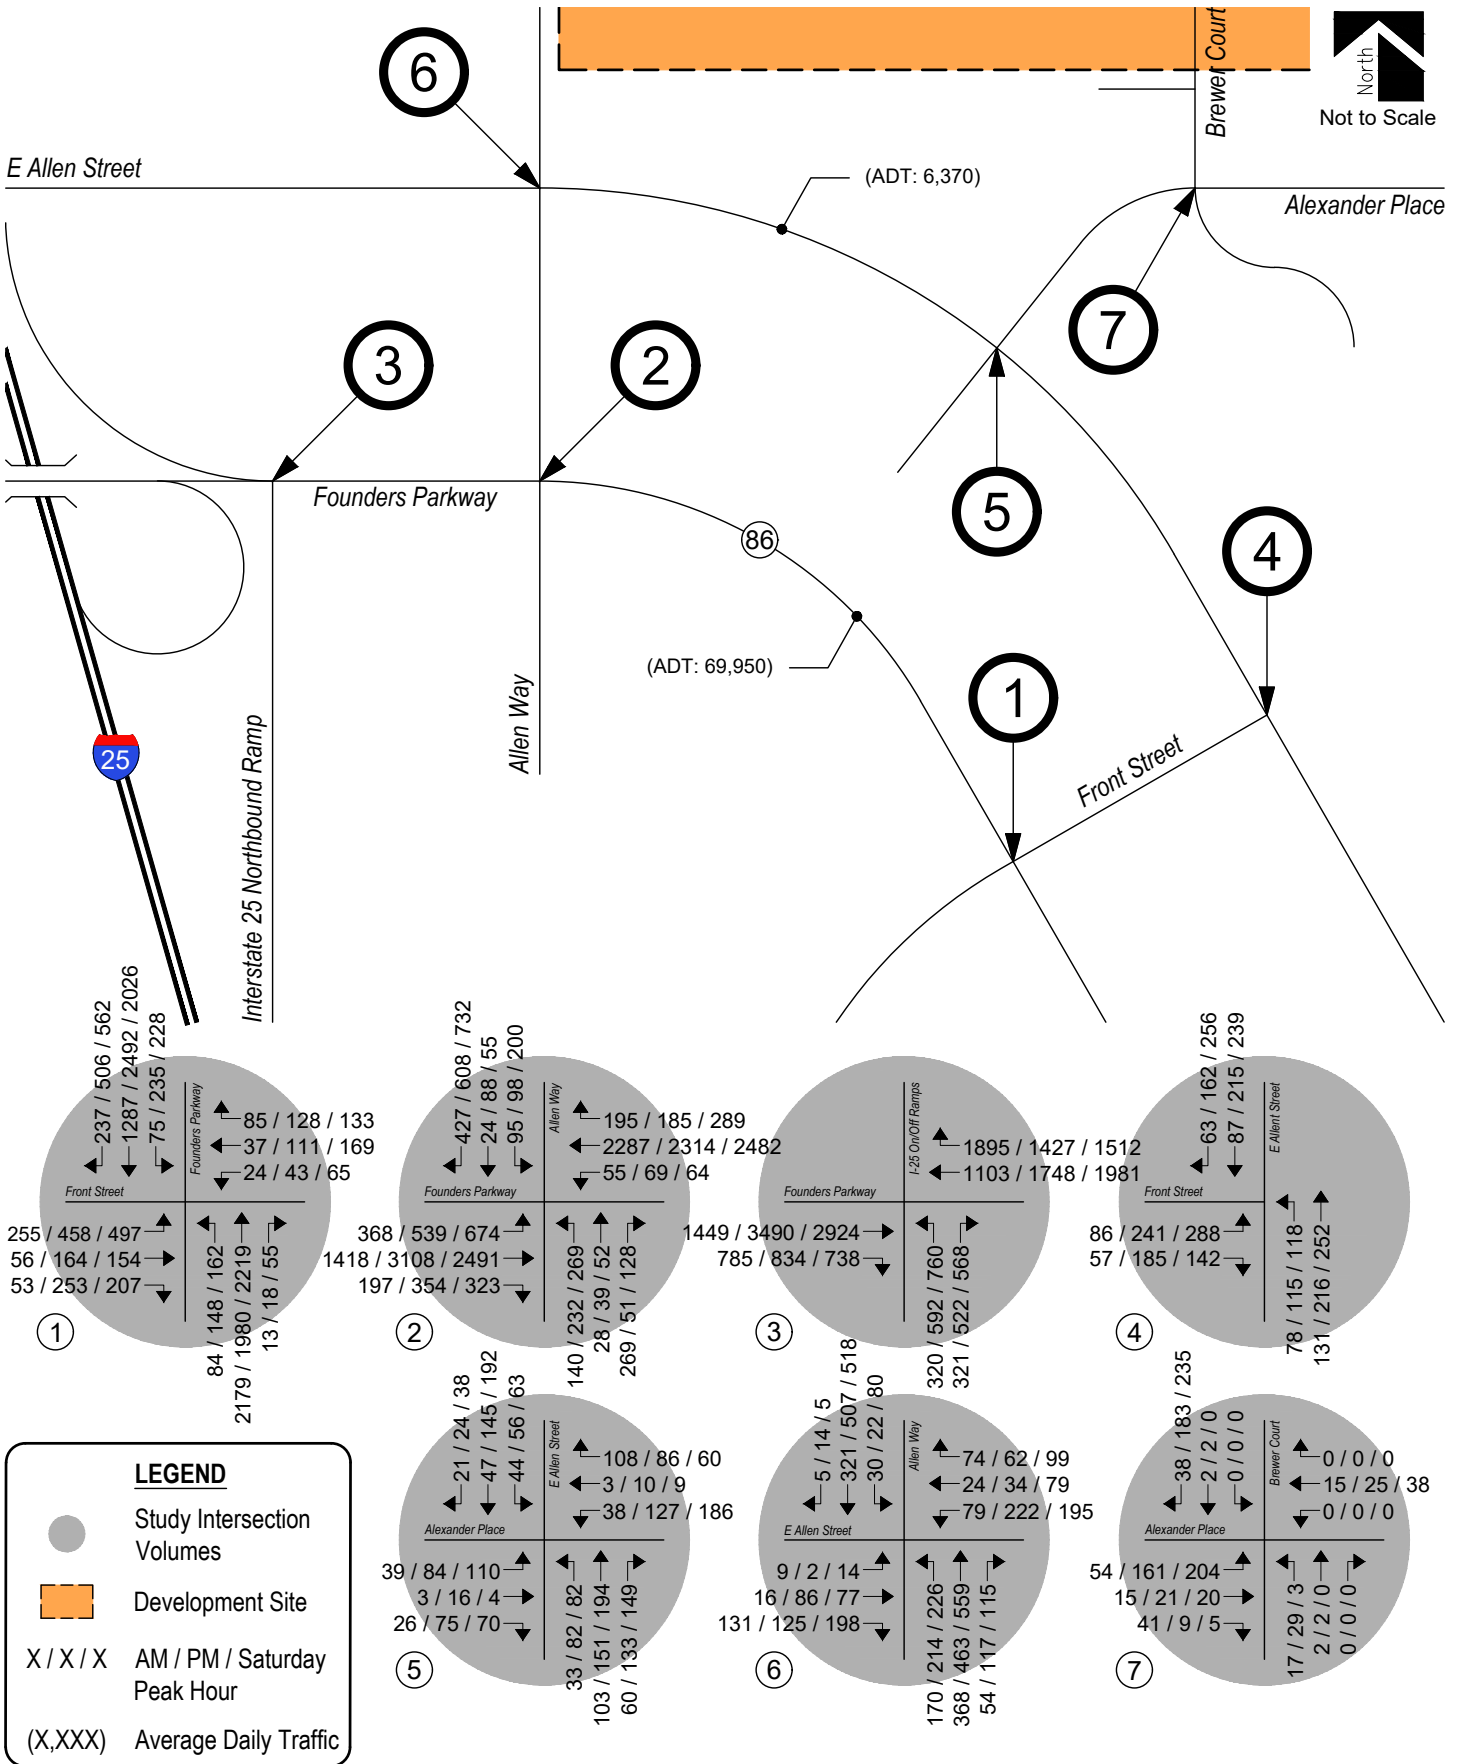 6
Brewer Court
North
Not to Scale
E Allen Street
(ADT: 6,370)
Alexander Place
7
3
2
Founders Parkway
5
86
4
(ADT: 69,950)
1
Allen Way
Interstate 25 Northbound Ramp
25
Front Street
237 / 506 / 562
1287 / 2492 / 2026
75 / 235 / 228
Founders Parkway
85 / 128 / 133
37 / 111 / 169
24 / 43 / 65
Front Street
255 / 458 / 497
56 / 164 / 154
53 / 253 / 207
84 / 148 / 162
2179 / 1980 / 2219
13 / 18 / 55
1
427 / 608 / 732
24 / 88 / 55
95 / 98 / 200
Allen Way
195 / 185 / 289
2287 / 2314 / 2482
55 / 69 / 64
Founders Parkway
368 / 539 / 674
1418 / 3108 / 2491
197 / 354 / 323
140 / 232 / 269
28 / 39 / 52
269 / 51 / 128
2
I-25 On/Off Ramps
1895 / 1427 / 1512
1103 / 1748 / 1981
Founders Parkway
1449 / 3490 / 2924
785 / 834 / 738
320 / 592 / 760
321 / 522 / 568
3
63 / 162 / 256
87 / 215 / 239
E Allent Street
Front Street
86 / 241 / 288
57 / 185 / 142
78 / 115 / 118
131 / 216 / 252
4
21 / 24 / 38
47 / 145 / 192
44 / 56 / 63
E Allen Street
108 / 86 / 60
3 / 10 / 9
38 / 127 / 186
Alexander Place
39 / 84 / 110
3 / 16 / 4
26 / 75 / 70
33 / 82 / 82
103 / 151 / 194
60 / 133 / 149
5
5 / 14 / 5
321 / 507 / 518
30 / 22 / 80
Allen Way
74 / 62 / 99
24 / 34 / 79
79 / 222 / 195
E Allen Street
9 / 2 / 14
16 / 86 / 77
131 / 125 / 198
170 / 214 / 226
368 / 463 / 559
54 / 117 / 115
6
38 / 183 / 235
2 / 2 / 0
0 / 0 / 0
Brewer Court
0 / 0 / 0
15 / 25 / 38
0 / 0 / 0
Alexander Place
54 / 161 / 204
15 / 21 / 20
41 / 9 / 5
17 / 29 / 3
2 / 2 / 0
0 / 0 / 0
7
LEGEND
Study Intersection
Volumes
Development Site
X / X / X AM / PM / Saturday
Peak Hour
(X,XXX) Average Daily Traffic